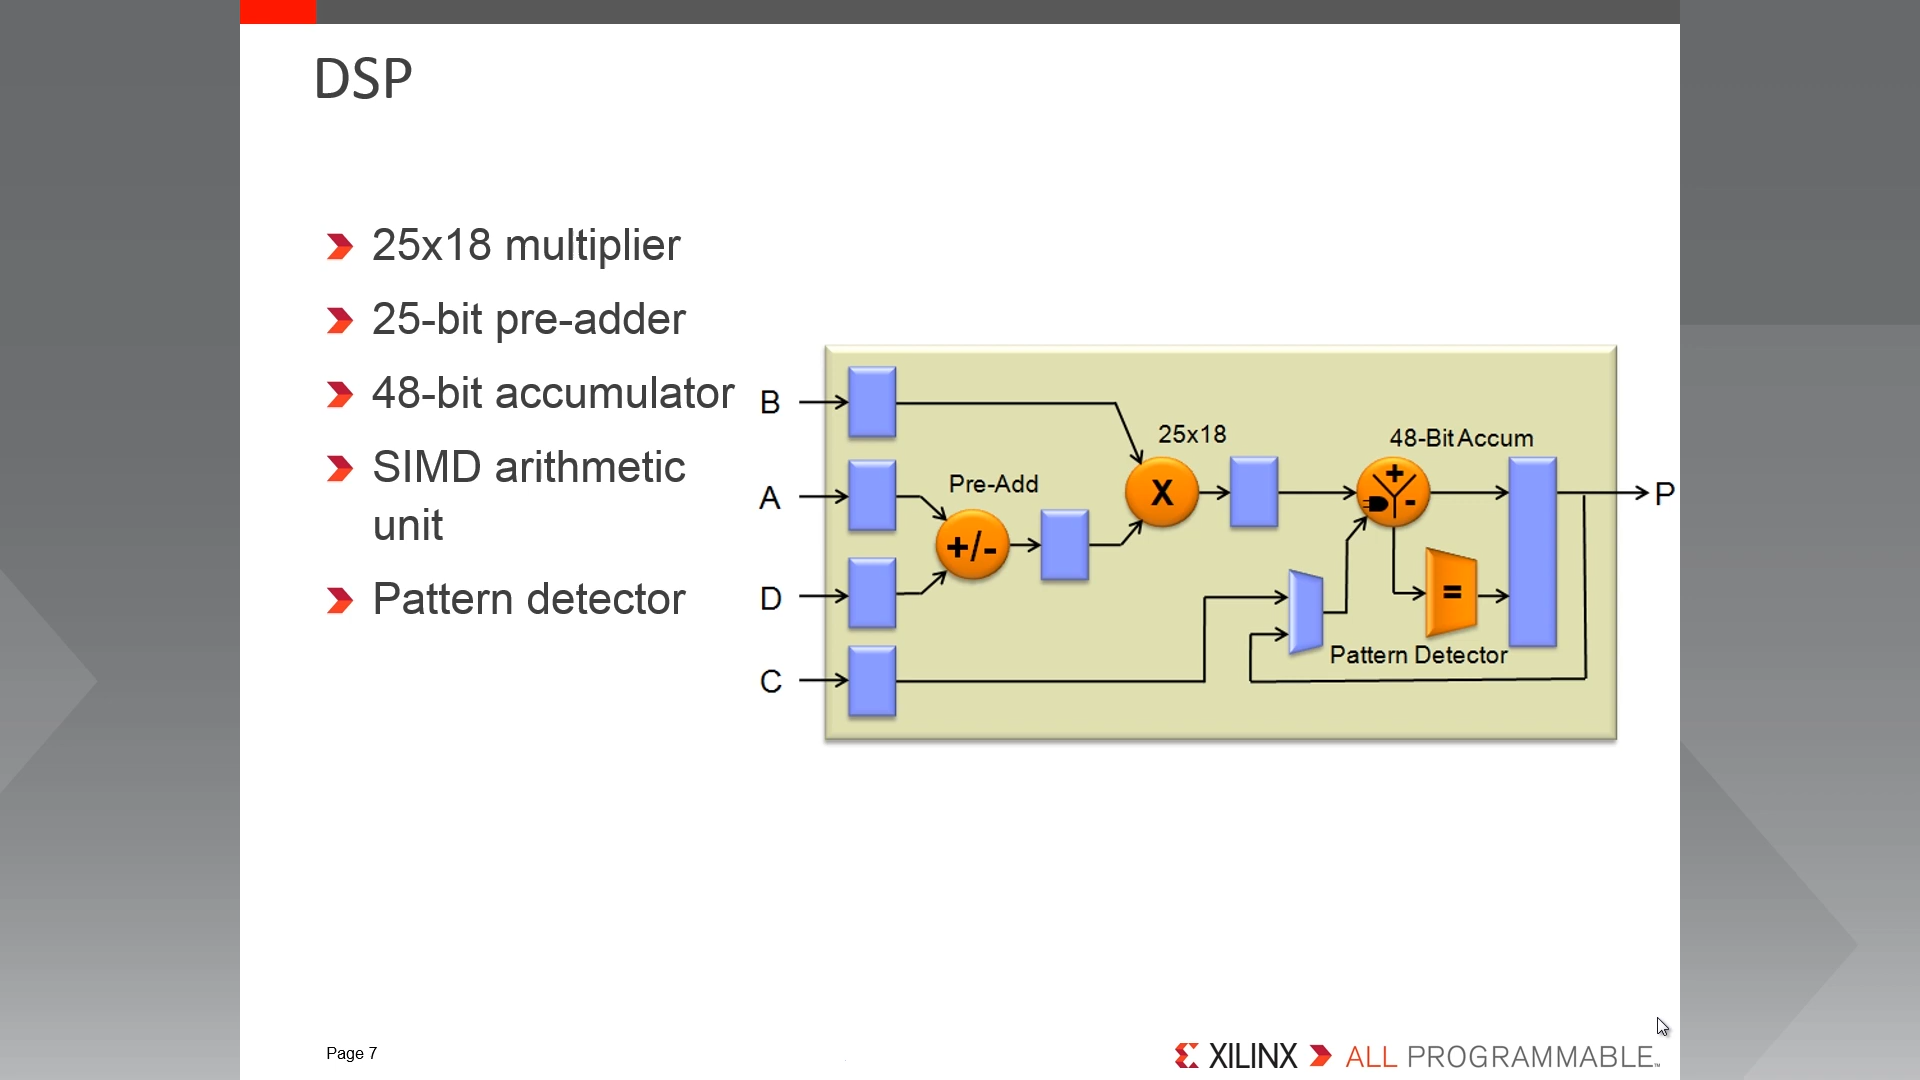 DSP
25x18 multiplier
25-bit pre-adder
48-bit accumulator
SIMD arithmetic
unit
Pattern detector
B
25x18
48-Bit Accum
Pre-Add
A
X
+
-
P
+/-
D
=
Pattern Detector
C
Page 7
XILINX ALL PROGRAMMABLE™